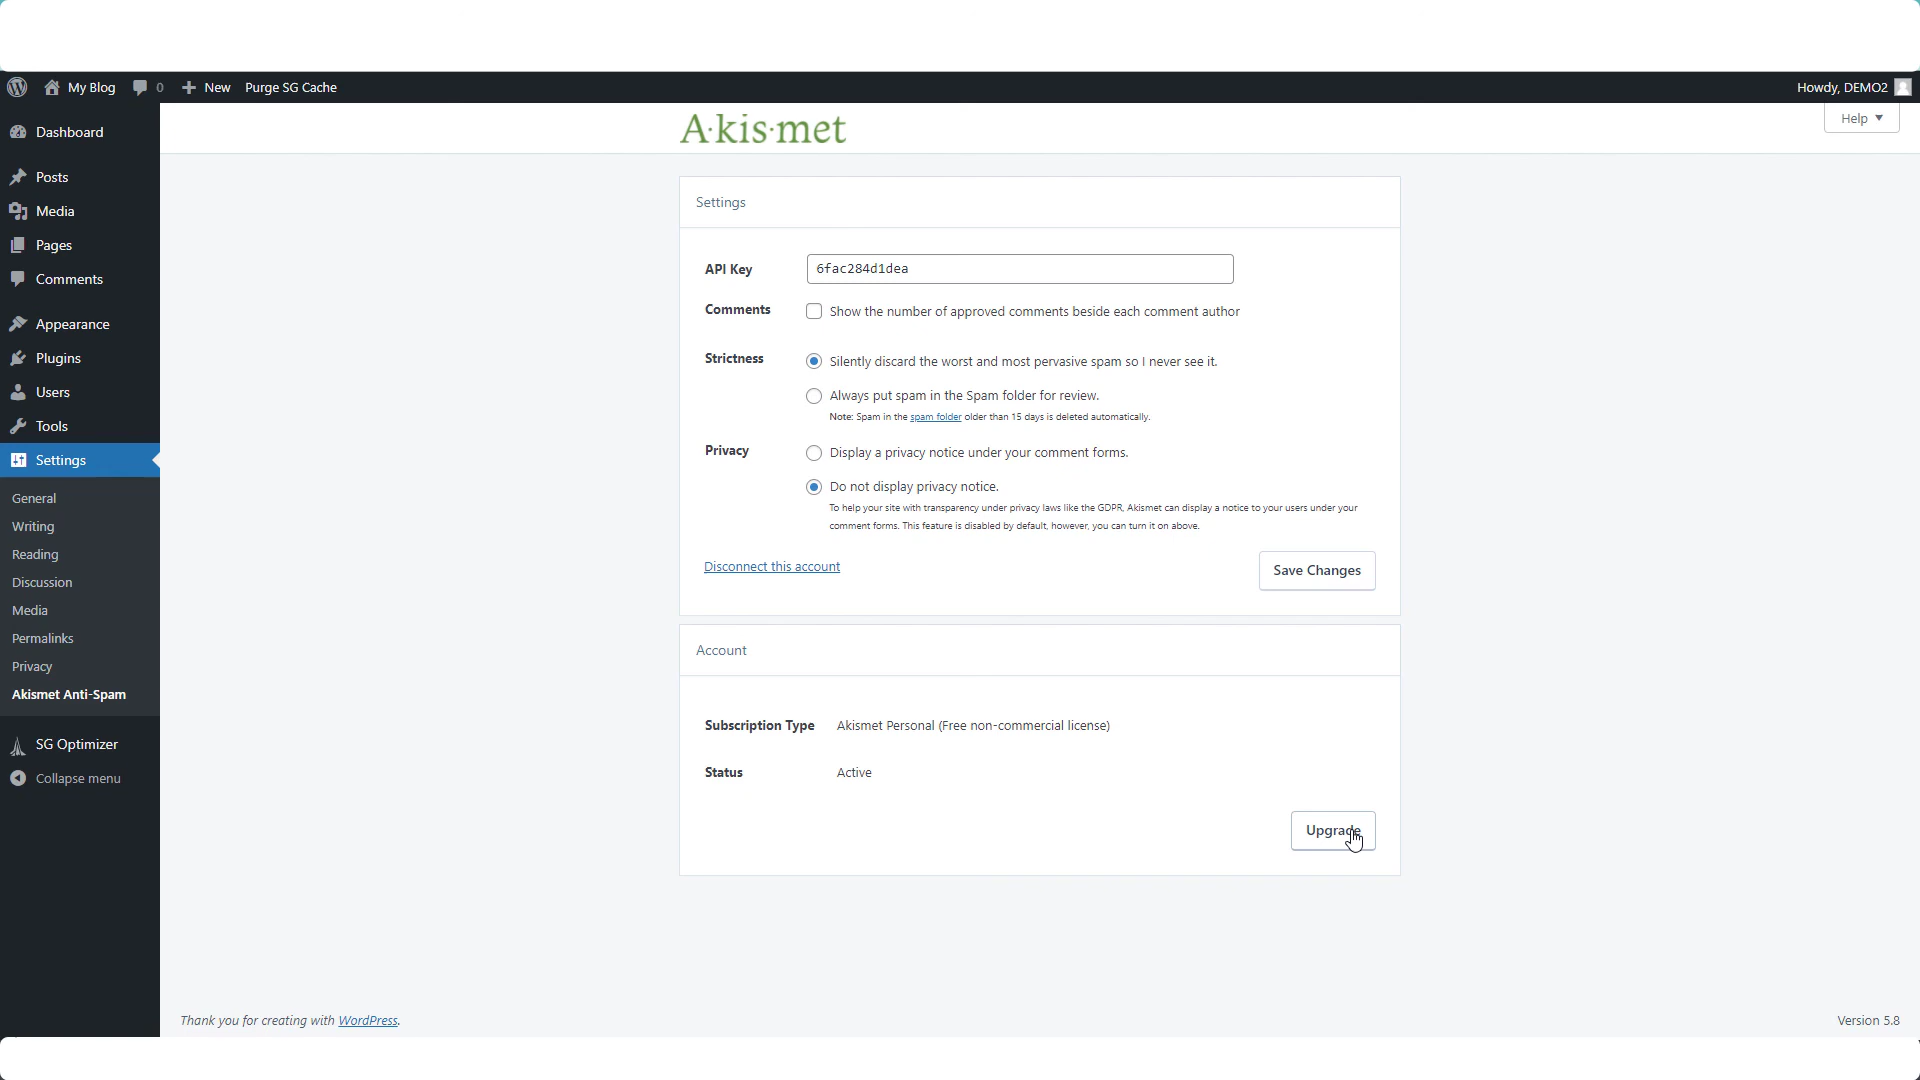 My Blog 0 New Purge SG Cache Howdy, DEMO2
Help
A·kis·met
Dashboard
Posts
Media
Pages
Comments
Appearance
Plugins
Users
Tools
Settings
General
Writing
Reading
Discussion
Media
Permalinks
Privacy
Akismet Anti-Spam
SG Optimizer
Collapse menu
Settings
API Key 6fac284d1dea
Comments Show the number of approved comments beside each comment author
Strictness Silently discard the worst and most pervasive spam so I never see it.
Always put spam in the Spam folder for review.
Note: Spam in the spam folder older than 15 days is deleted automatically.
Privacy Display a privacy notice under your comment forms.
Do not display privacy notice.
To help your site with transparency under privacy laws like the GDPR, Akismet can display a notice to your users under your
comment forms. This feature is disabled by default, however, you can turn it on above.
Disconnect this account Save Changes
Account
Subscription Type Akismet Personal (Free non-commercial license)
Status Active
Upgrade
Thank you for creating with WordPress. Version 5.8